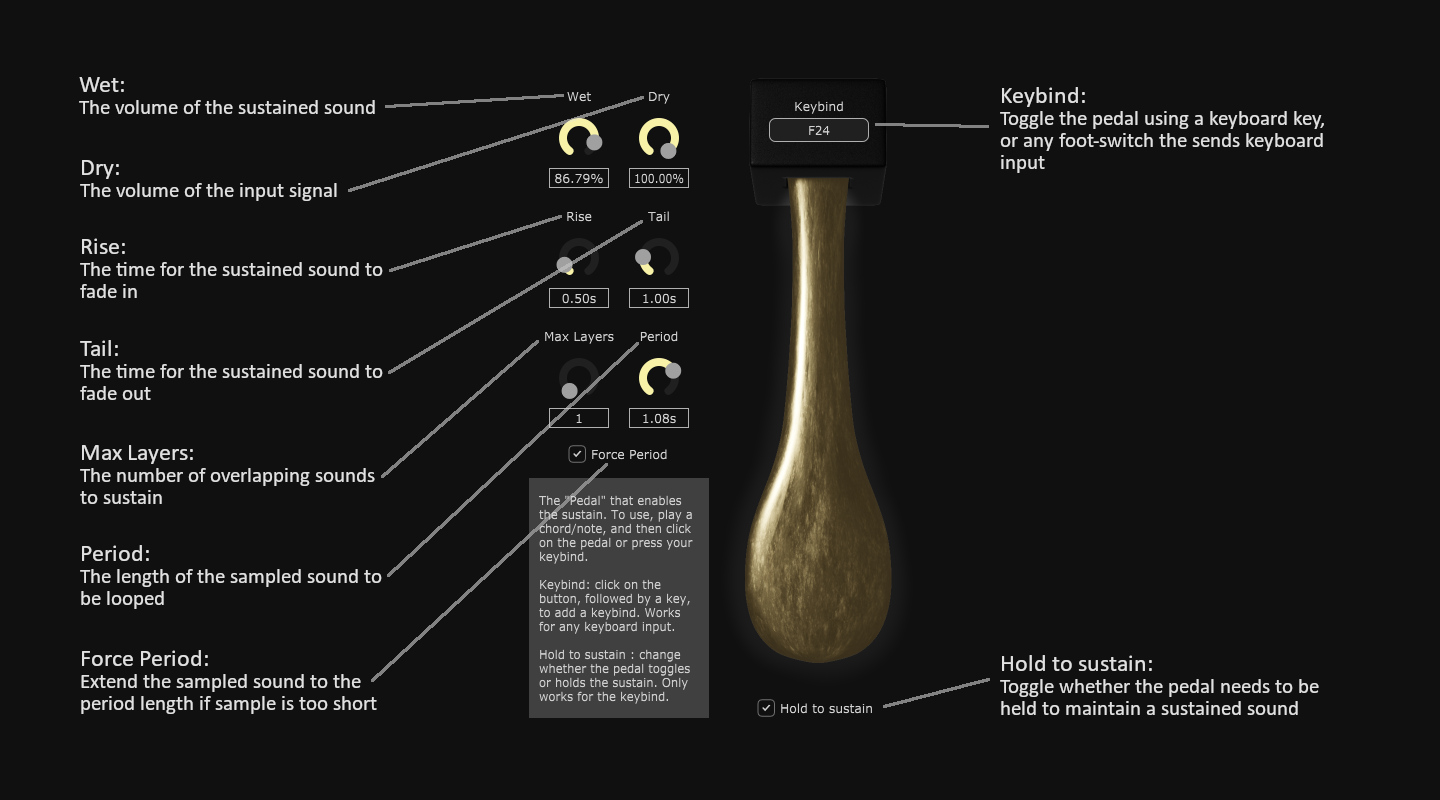 Wet:
The volume of the sustained sound
Dry:
The volume of the input signal
Rise:
The time for the sustained sound to
fade in
Tail:
The time for the sustained sound to
fade out
Max Layers:
The number of overlapping sounds
to sustain
Period:
The length of the sampled sound to
be looped
Force Period:
Extend the sampled sound to the
period length if sample is too short
Wet Dry
86.79% 100.00%
Rise Tail
0.50s 1.00s
Max Layers Period
1 1.08s
Force Period
The "Pedal" that enables
the sustain. To use, play a
chord/note, and then click
on the pedal or press your
keybind.
Keybind: click on the
button, followed by a key,
to add a keybind. Works
for any keyboard input.
Hold to sustain : change
whether the pedal toggles
or holds the sustain. Only
works for the keybind.
Keybind
F24
Hold to sustain
Keybind:
Toggle the pedal using a keyboard key,
or any foot-switch the sends keyboard
input
Hold to sustain:
Toggle whether the pedal needs to be
held to maintain a sustained sound